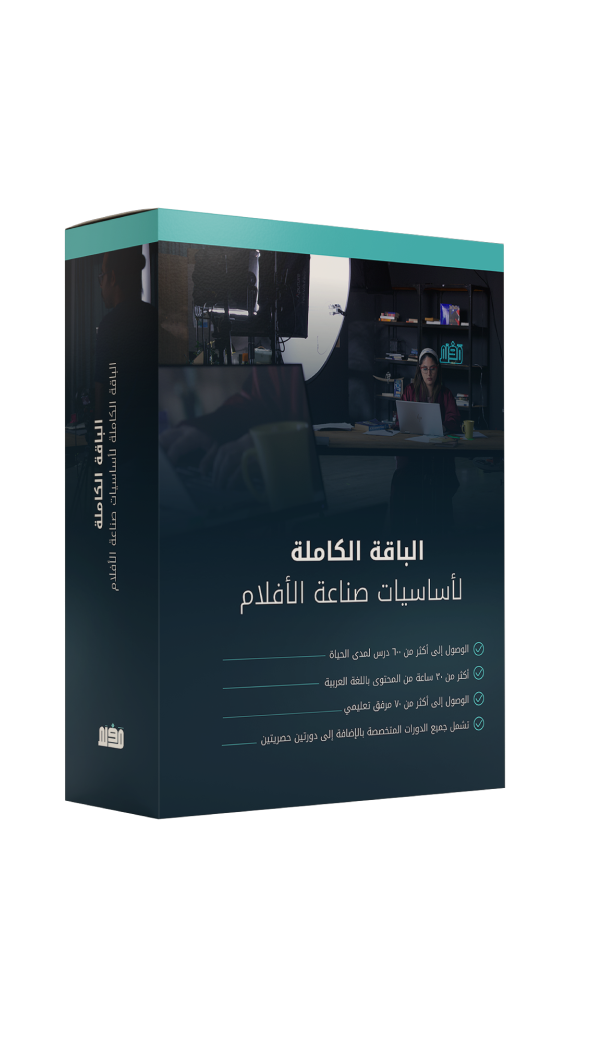 الباقة الكاملة
لأساسيات صناعة الأفلام
الوصول إلى أكثر من ٦٠٠ درس لمدى الحياة
أكثر من ٣٠ ساعة من المحتوى باللغة العربية
الوصول إلى أكثر من ٧٠ مرفق تعليمي
تشمل جميع الدورات المتخصصة بالإضافة إلى دورتين حصريتين
الباقة الكاملة
الباقة الكاملة لأساسيات صناعة الأفلام